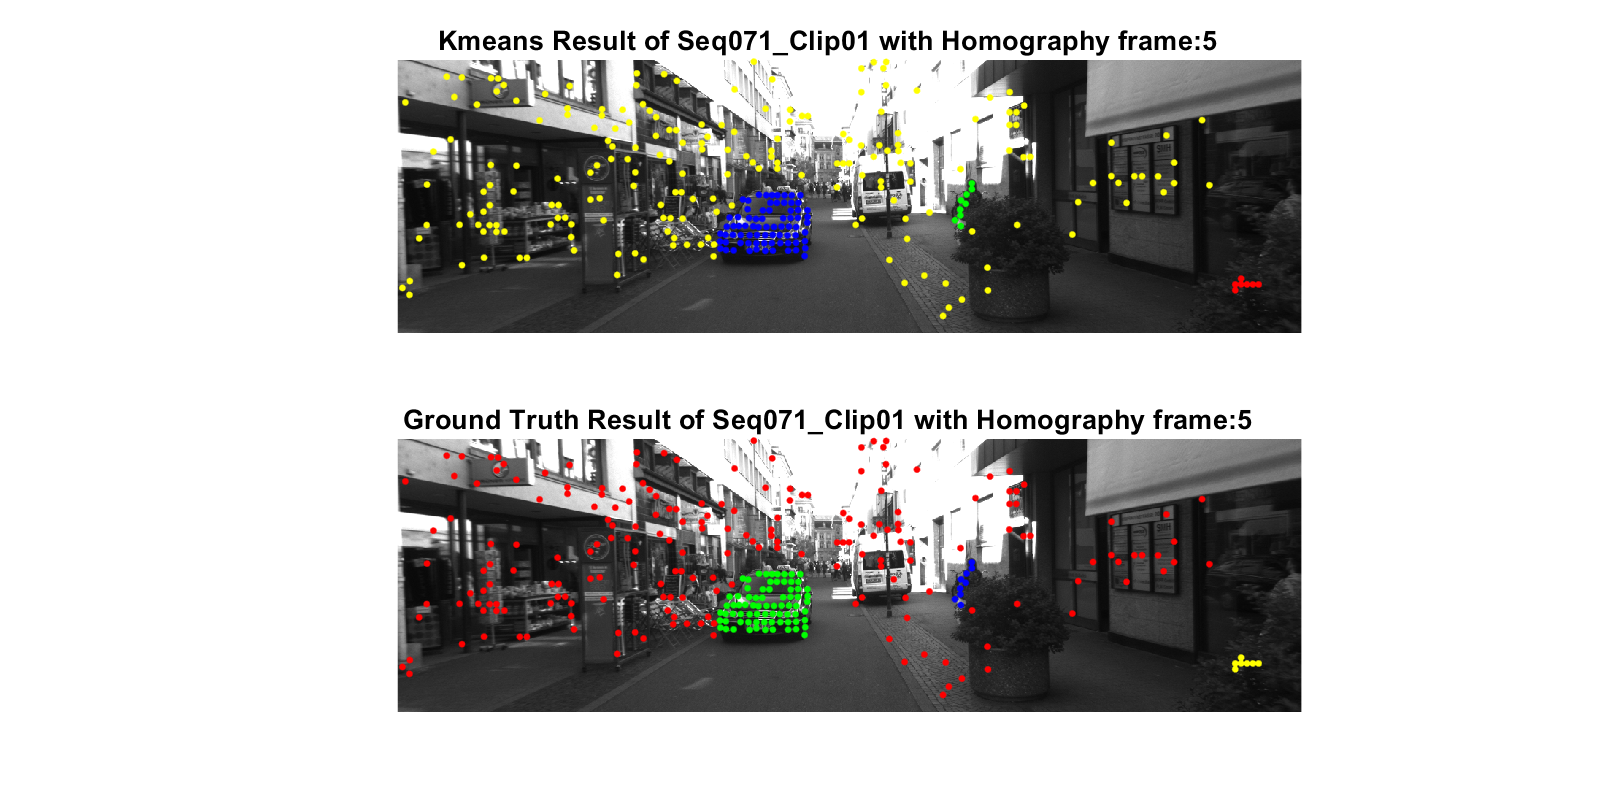 Kmeans Result of Seq071_Clip01 with Homography frame:5
Ground Truth Result of Seq071_Clip01 with Homography frame:5